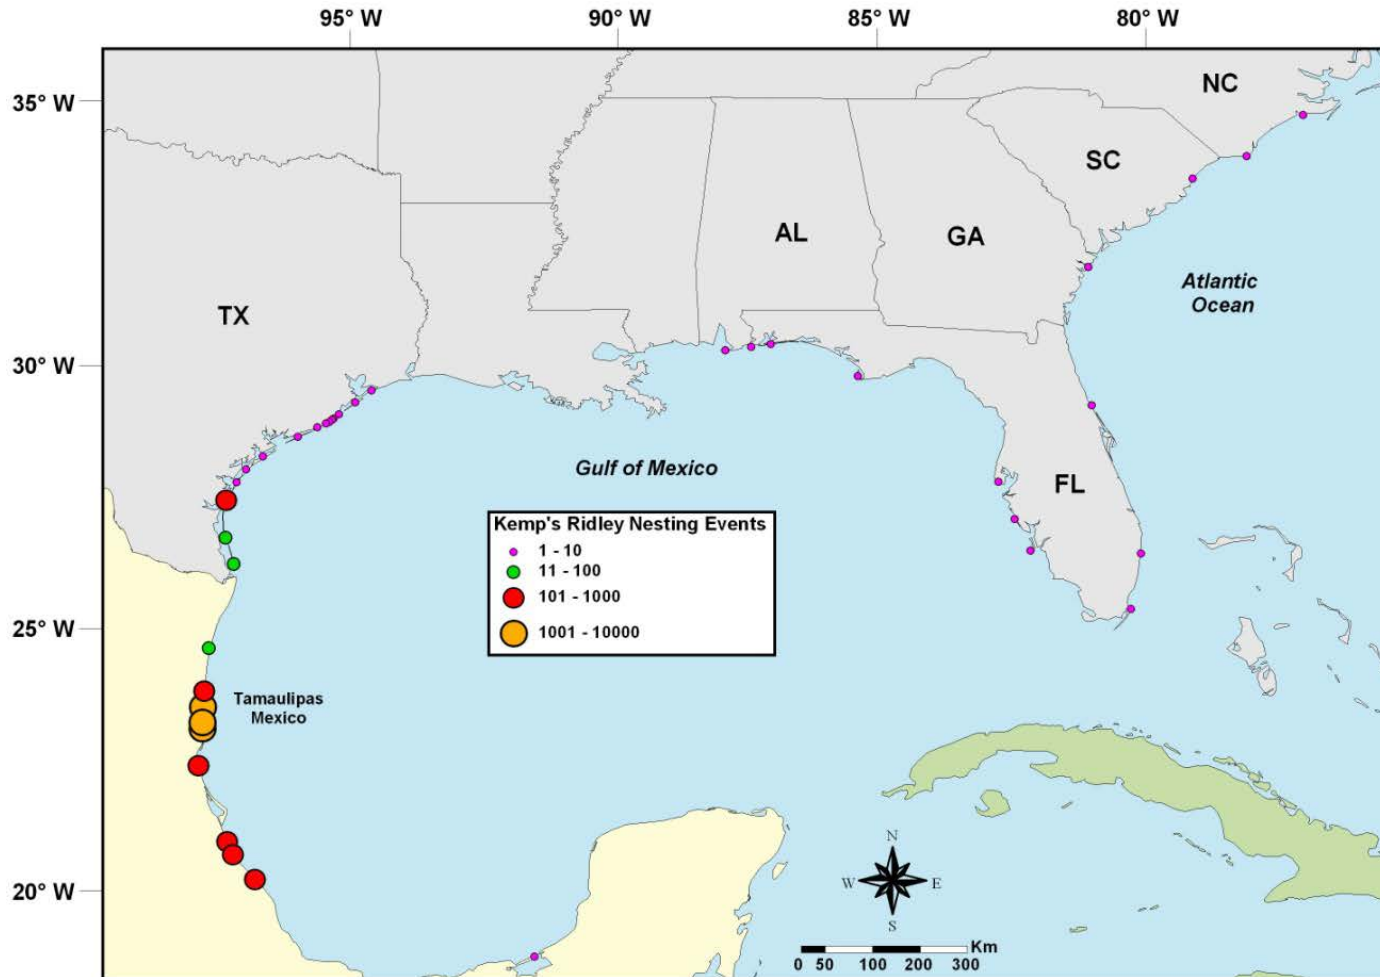 95° W
90° W
85° W
80° W
35° W
NC
SC
AL
GA
Atlantic
Ocean
TX
30° W
Gulf of Mexico
FL
Kemp's Ridley Nesting Events
1 - 10
11 - 100
101 - 1000
1001 - 10000
25° W
Tamaulipas
Mexico
N
W
E
S
20° W
Km
0 50 100 200 300